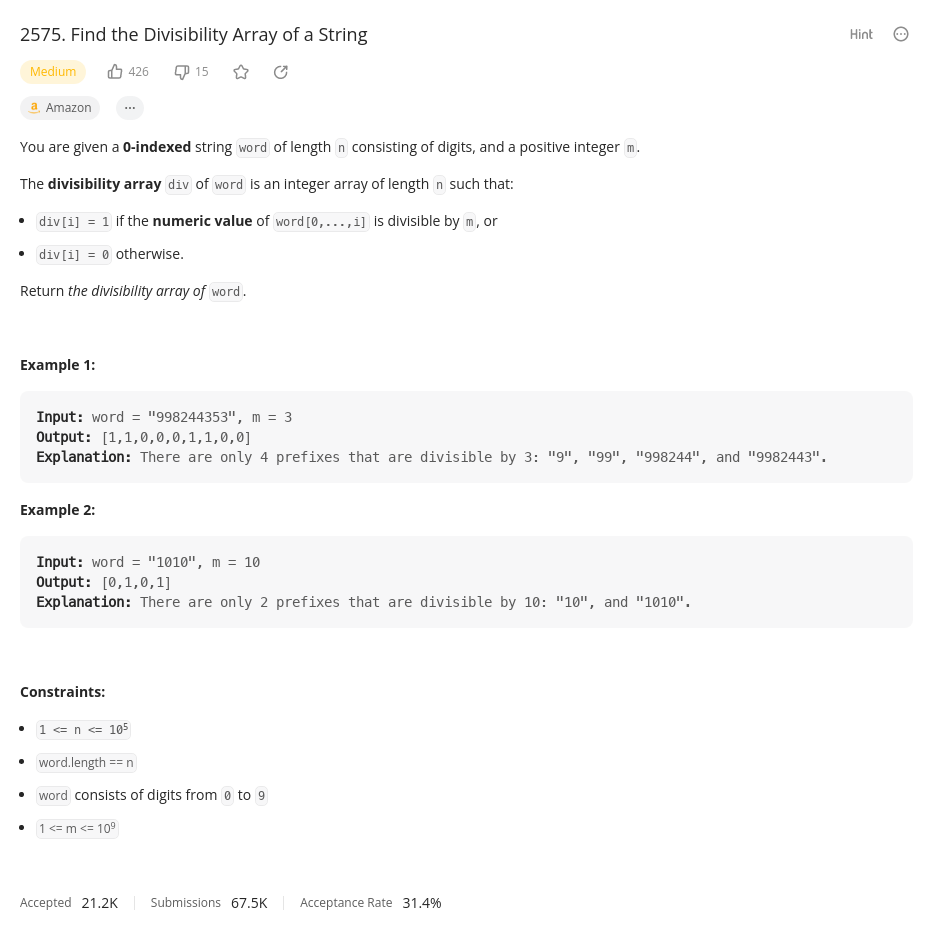 2575. Find the Divisibility Array of a String
Hint
Medium
426
15
a Amazon
...
You are given a 0-indexed string word of length n consisting of digits, and a positive integer m.
The divisibility array div of word is an integer array of length n such that:
• div[i] = 1 if the numeric value of word[0,...,i] is divisible by m, or
• div[i] = 0 otherwise.
Return the divisibility array of word.
Example 1:
Input: word = "998244353", m = 3
Output: [1,1,0,0,0,1,1,0,0]
Explanation: There are only 4 prefixes that are divisible by 3: "9", "99", "998244", and "9982443".
Example 2:
Input: word = "1010", m = 10
Output: [0,1,0,1]
Explanation: There are only 2 prefixes that are divisible by 10: "10", and "1010".
Constraints:
• 1 <= n <= 10⁵
• word.length == n
• word consists of digits from 0 to 9
• 1 <= m <= 10⁹
Accepted 21.2K Submissions 67.5K Acceptance Rate 31.4%